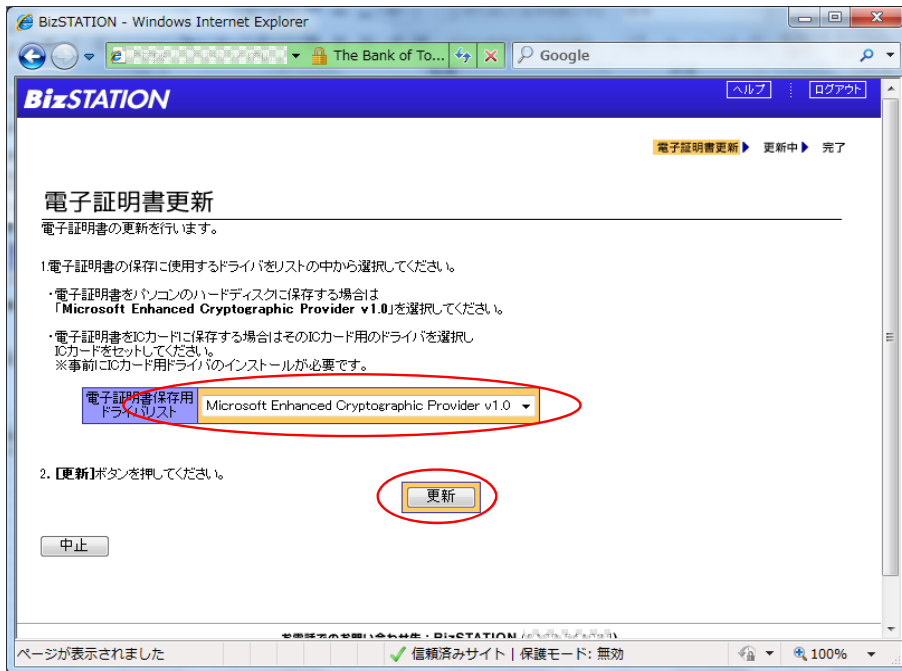 BizSTATION - Windows Internet Explorer
The Bank of To...
Google
BizSTATION
ヘルプ
ログアウト
電子証明書更新 更新中 完了
電子証明書更新
電子証明書の更新を行います。
1.電子証明書の保存に使用するドライバをリストの中から選択してください。
・電子証明書をパソコンのハードディスクに保存する場合は
「Microsoft Enhanced Cryptographic Provider v1.0」を選択してください。
・電子証明書をICカードに保存する場合はそのICカード用のドライバを選択し
ICカードをセットしてください。
※事前にICカード用ドライバのインストールが必要です。
電子証明書保存用
ドライバリスト
Microsoft Enhanced Cryptographic Provider v1.0
2. [更新]ボタンを押してください。
更新
中止
お電話でのお問い合わせ先：BizSTATION
ページが表示されました
信頼済みサイト | 保護モード: 無効
100%